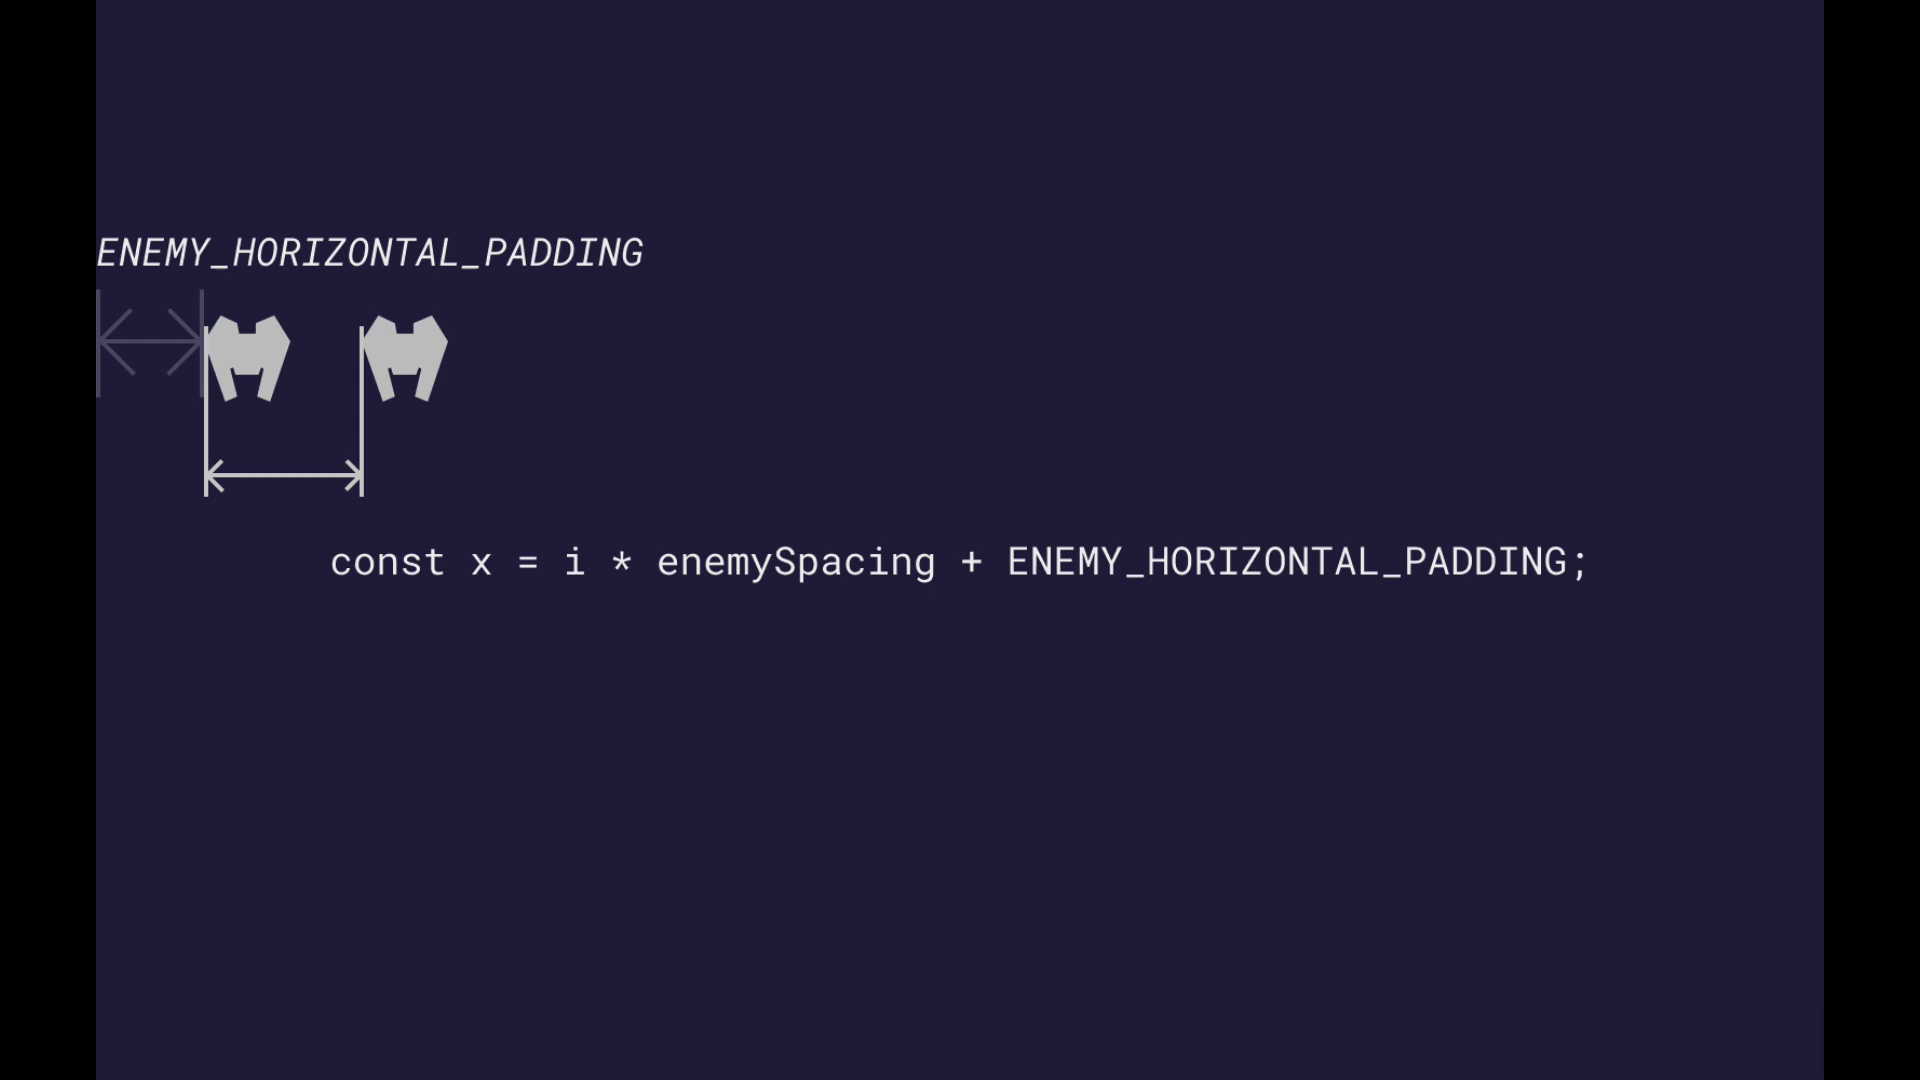 ENEMY_HORIZONTAL_PADDING
const x = i * enemySpacing + ENEMY_HORIZONTAL_PADDING;